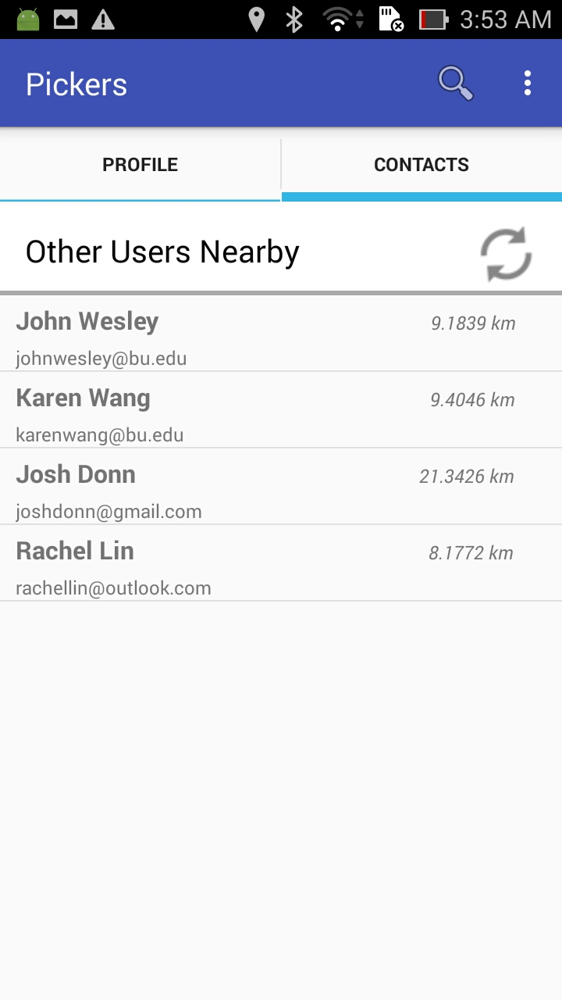 3:53 AM
Pickers
PROFILE CONTACTS
Other Users Nearby
John Wesley 9.1839 km
johnwesley@bu.edu
Karen Wang 9.4046 km
karenwang@bu.edu
Josh Donn 21.3426 km
joshdonn@gmail.com
Rachel Lin 8.1772 km
rachellin@outlook.com